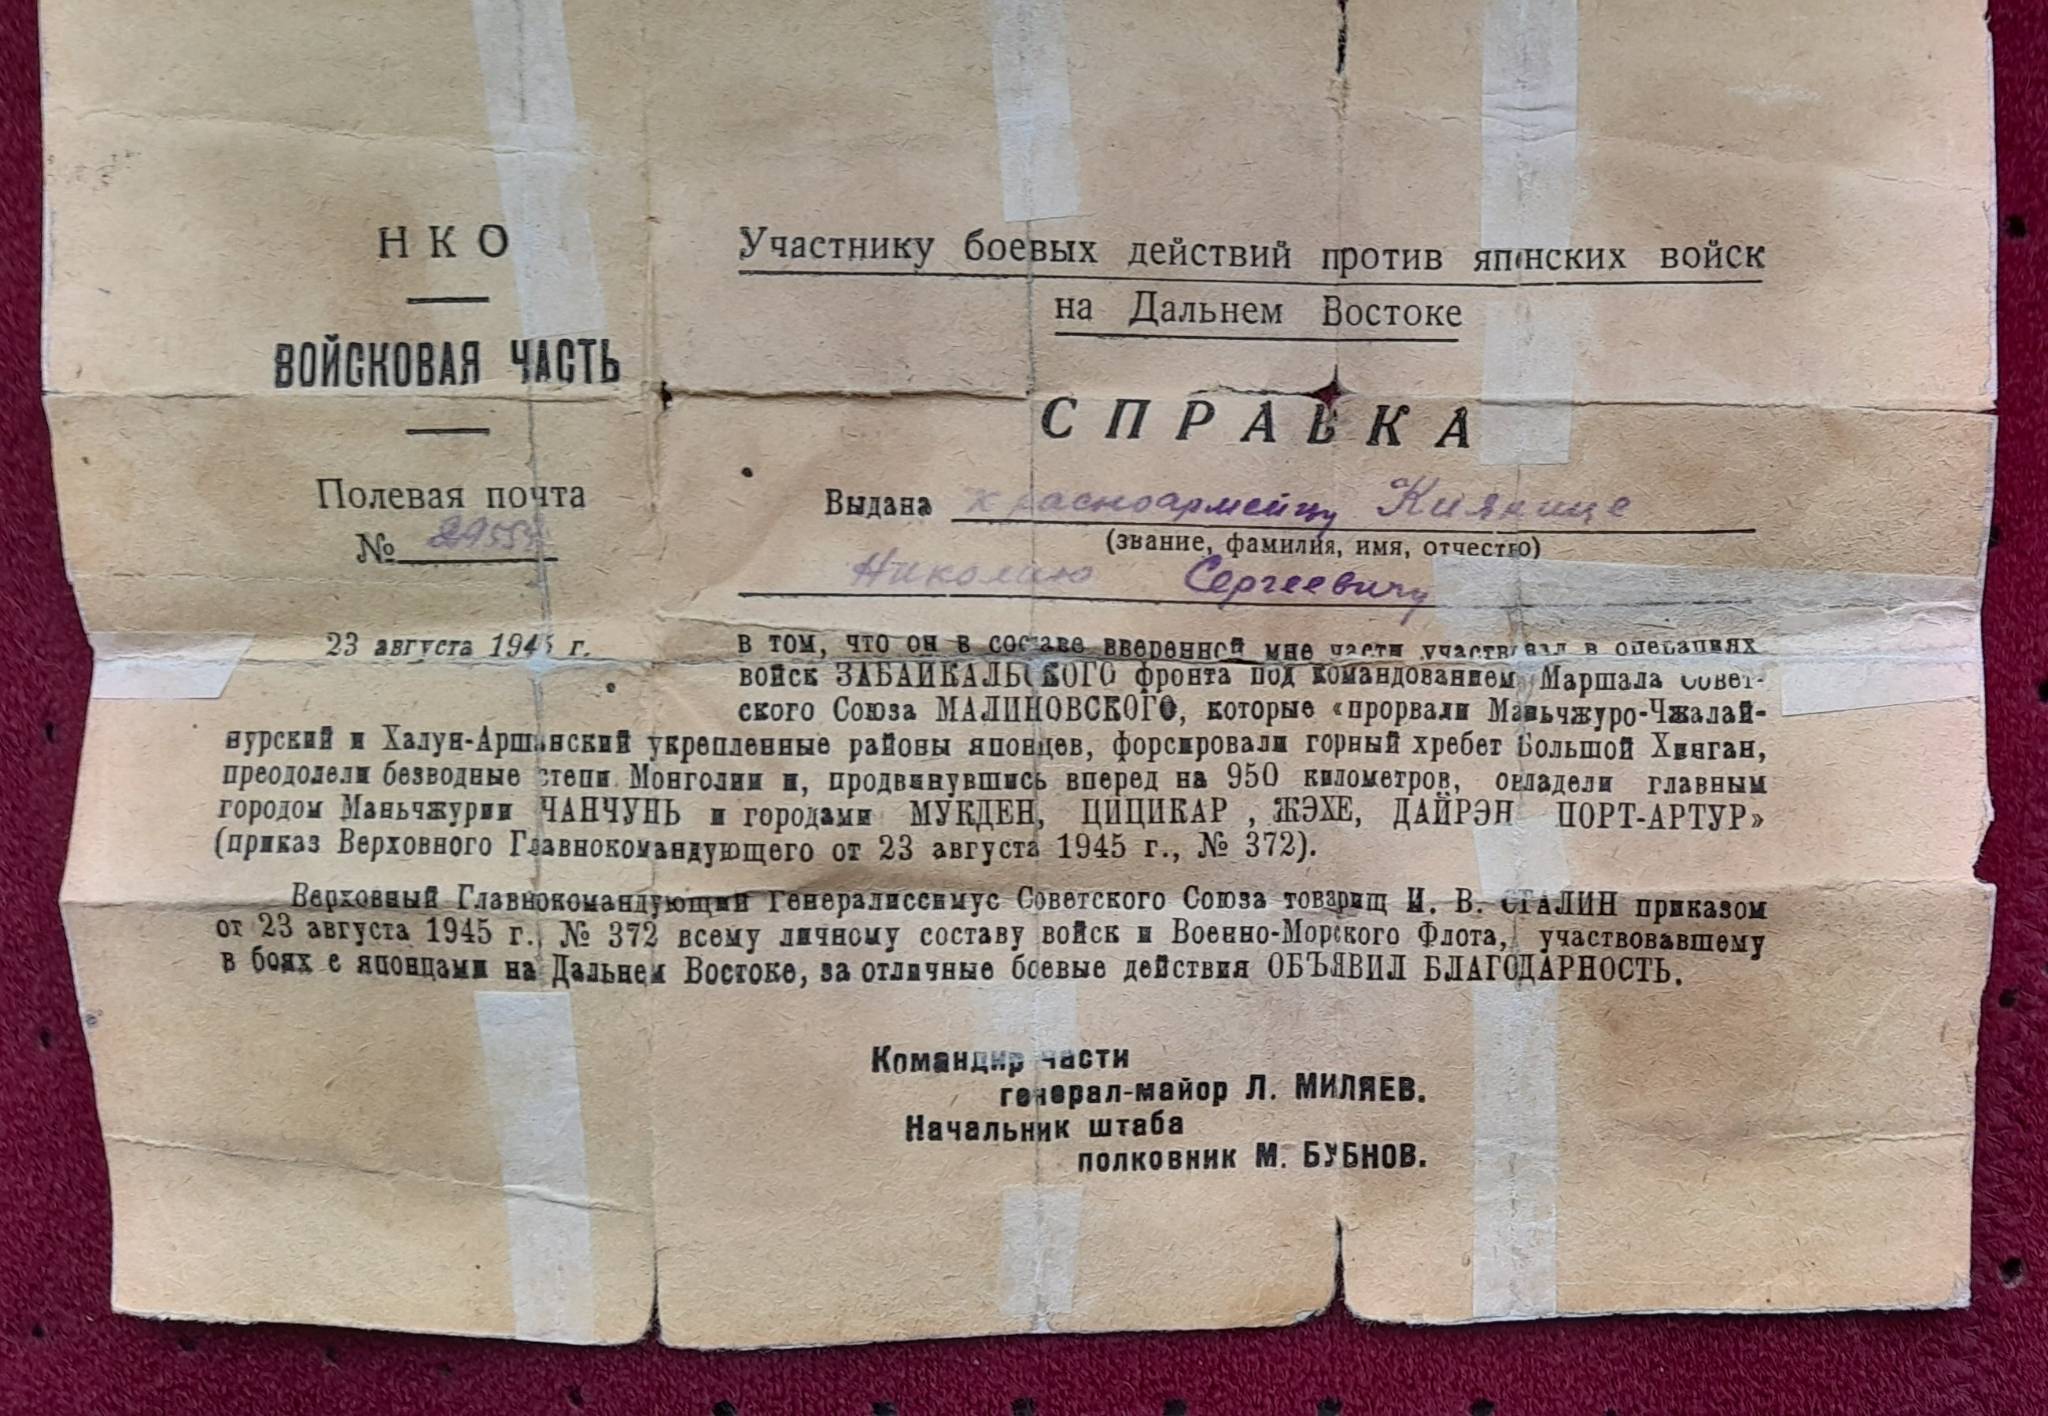 НКО
ВОЙСКОВАЯ ЧАСТЬ
Полевая почта
№
23 августа 1945 г.
Участнику боевых действий против японских войск
на Дальнем Востоке
СПРАВКА
Выдана красноармейцу Киянице
(звание, фамилия, имя, отчество)
Николаю Сергеевичу
в том, что он в составе вверенной мне части участвовал в операциях
войск ЗАБАЙКАЛЬСКОГО фронта под командованием Маршала Совет-
ского Союза МАЛИНОВСКОГО, которые «прорвали Маньчжуро-Чжалай-
нурский и Халун-Аршанский укрепленные районы японцев, форсировали горный хребет Большой Хинган,
преодолели безводные степи Монголии и, продвинувшись вперед на 950 километров, овладели главным
городом Маньчжурии ЧАНЧУНЬ и городами МУКДЕН, ЦИЦИКАР, ЖЭХЕ, ДАЙРЭН ПОРТ-АРТУР»
(приказ Верховного Главнокомандующего от 23 августа 1945 г., № 372).
Верховный Главнокомандующий Генералиссимус Советского Союза товарищ И. В. СТАЛИН приказом
от 23 августа 1945 г. № 372 всему личному составу войск и Военно-Морского Флота, участвовавшему
в боях с японцами на Дальнем Востоке, за отличные боевые действия ОБЪЯВИЛ БЛАГОДАРНОСТЬ.
Командир части
генерал-майор Л. МИЛЯЕВ.
Начальник штаба
полковник М. БУБНОВ.